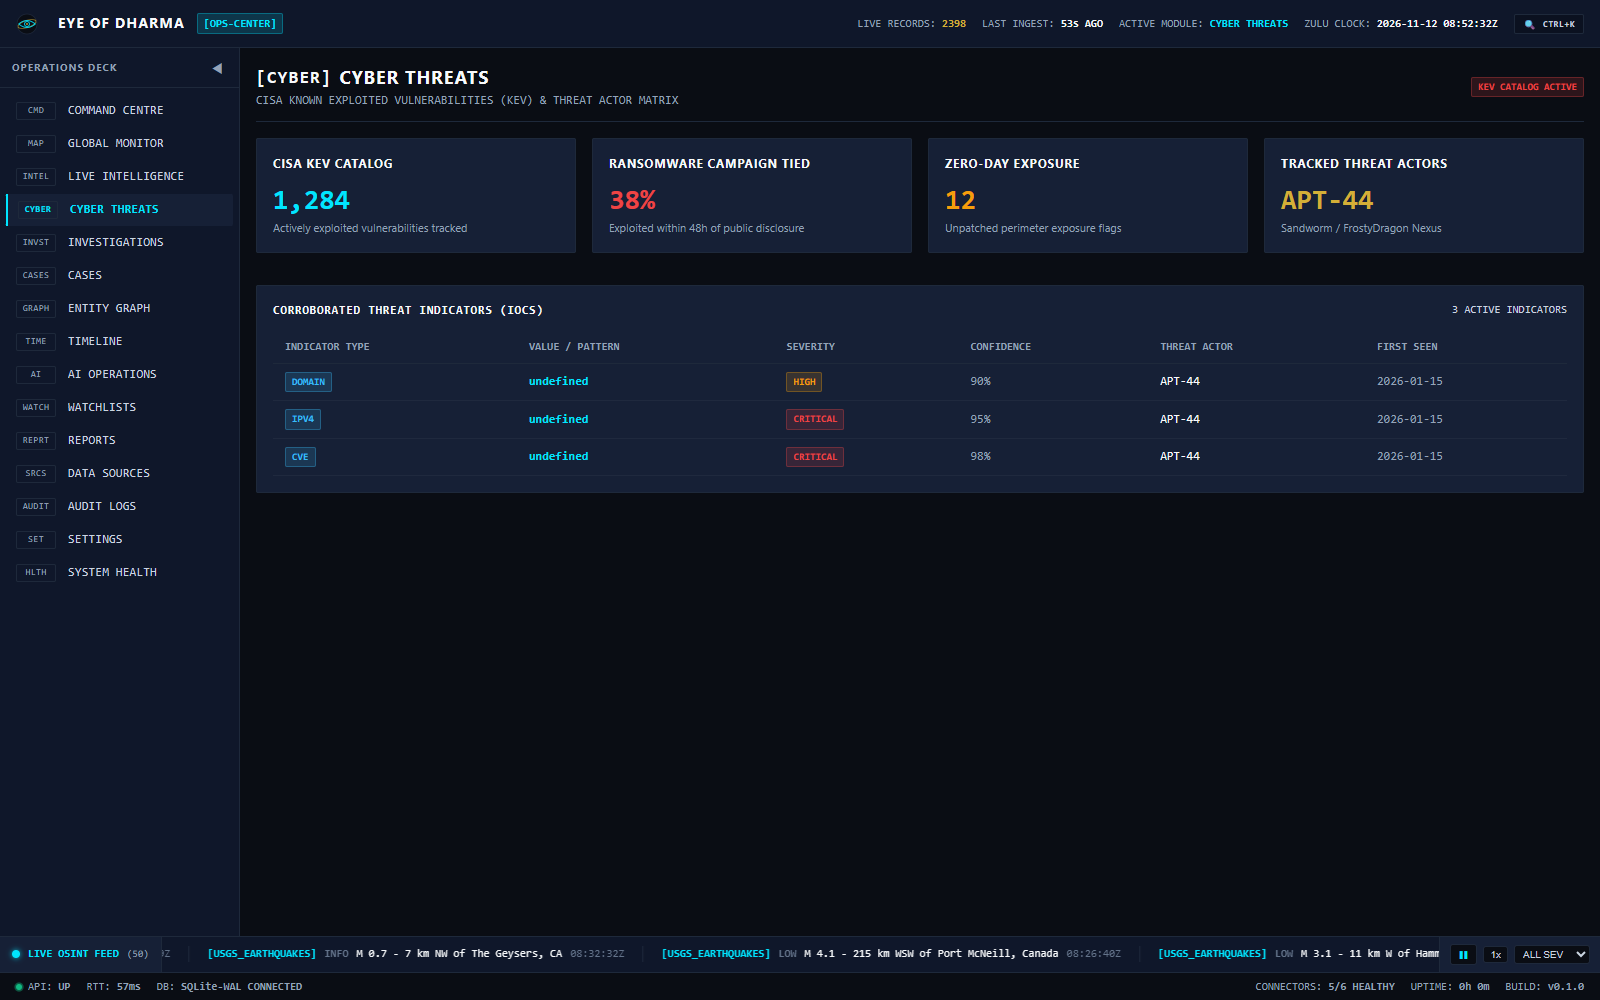 EYE OF DHARMA [OPS-CENTER] LIVE RECORDS: 2398 LAST INGEST: 53s AGO ACTIVE MODULE: CYBER THREATS ZULU CLOCK: 2026-11-12 08:52:32Z CTRL+K
OPERATIONS DECK
CMD COMMAND CENTRE
MAP GLOBAL MONITOR
INTEL LIVE INTELLIGENCE
CYBER CYBER THREATS
INVST INVESTIGATIONS
CASES CASES
GRAPH ENTITY GRAPH
TIME TIMELINE
AI AI OPERATIONS
WATCH WATCHLISTS
REPRT REPORTS
SRCS DATA SOURCES
AUDIT AUDIT LOGS
SET SETTINGS
HLTH SYSTEM HEALTH
[CYBER] CYBER THREATS
CISA KNOWN EXPLOITED VULNERABILITIES (KEV) & THREAT ACTOR MATRIX
KEV CATALOG ACTIVE
CISA KEV CATALOG
1,284
Actively exploited vulnerabilities tracked
RANSOMWARE CAMPAIGN TIED
38%
Exploited within 48h of public disclosure
ZERO-DAY EXPOSURE
12
Unpatched perimeter exposure flags
TRACKED THREAT ACTORS
APT-44
Sandworm / FrostyDragon Nexus
CORROBORATED THREAT INDICATORS (IOCS) 3 ACTIVE INDICATORS
INDICATOR TYPE VALUE / PATTERN SEVERITY CONFIDENCE THREAT ACTOR FIRST SEEN
DOMAIN undefined HIGH 90% APT-44 2026-01-15
IPV4 undefined CRITICAL 95% APT-44 2026-01-15
CVE undefined CRITICAL 98% APT-44 2026-01-15
LIVE OSINT FEED (50) Z [USGS_EARTHQUAKES] INFO M 0.7 - 7 km NW of The Geysers, CA 08:32:32Z [USGS_EARTHQUAKES] LOW M 4.1 - 215 km WSW of Port McNeill, Canada 08:26:40Z [USGS_EARTHQUAKES] LOW M 3.1 - 11 km W of Hamm 1x ALL SEV
API: UP RTT: 57ms DB: SQLite-WAL CONNECTED CONNECTORS: 5/6 HEALTHY UPTIME: 0h 0m BUILD: v0.1.0